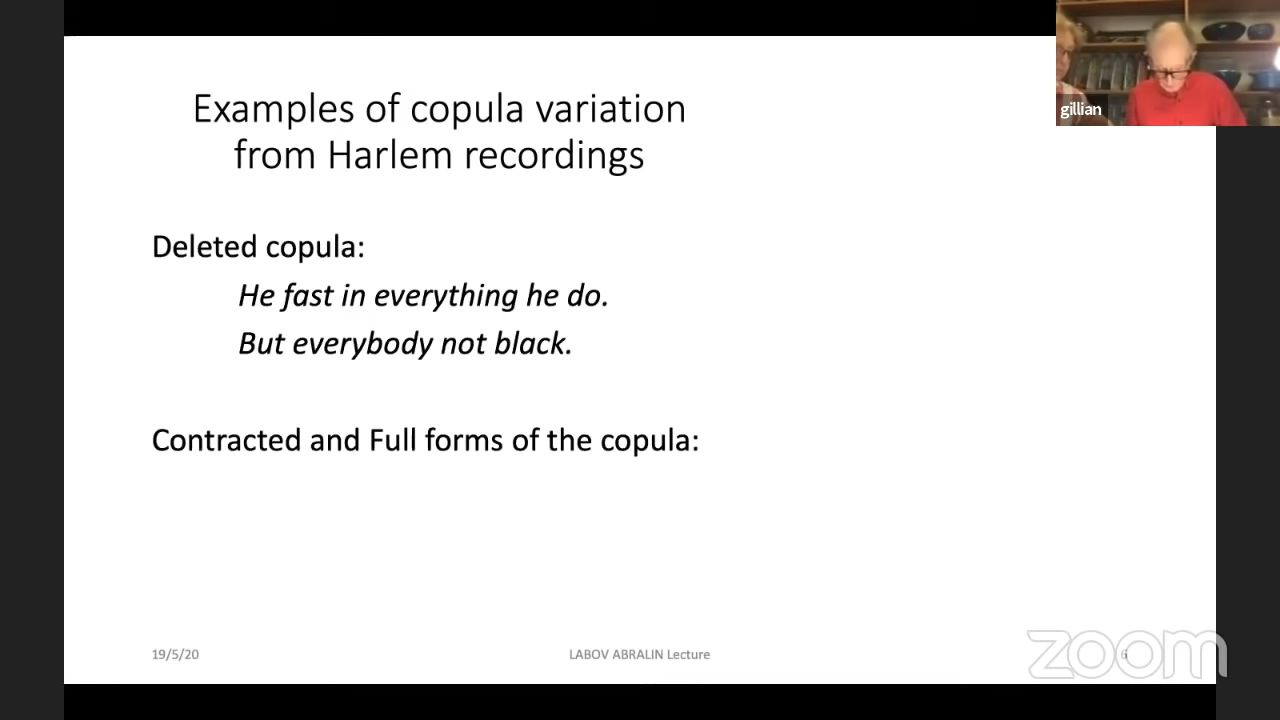 Examples of copula variation
from Harlem recordings
gillian
Deleted copula:
He fast in everything he do.
But everybody not black.
Contracted and Full forms of the copula:
19/5/20
LABOV ABRALIN Lecture
6
zoom